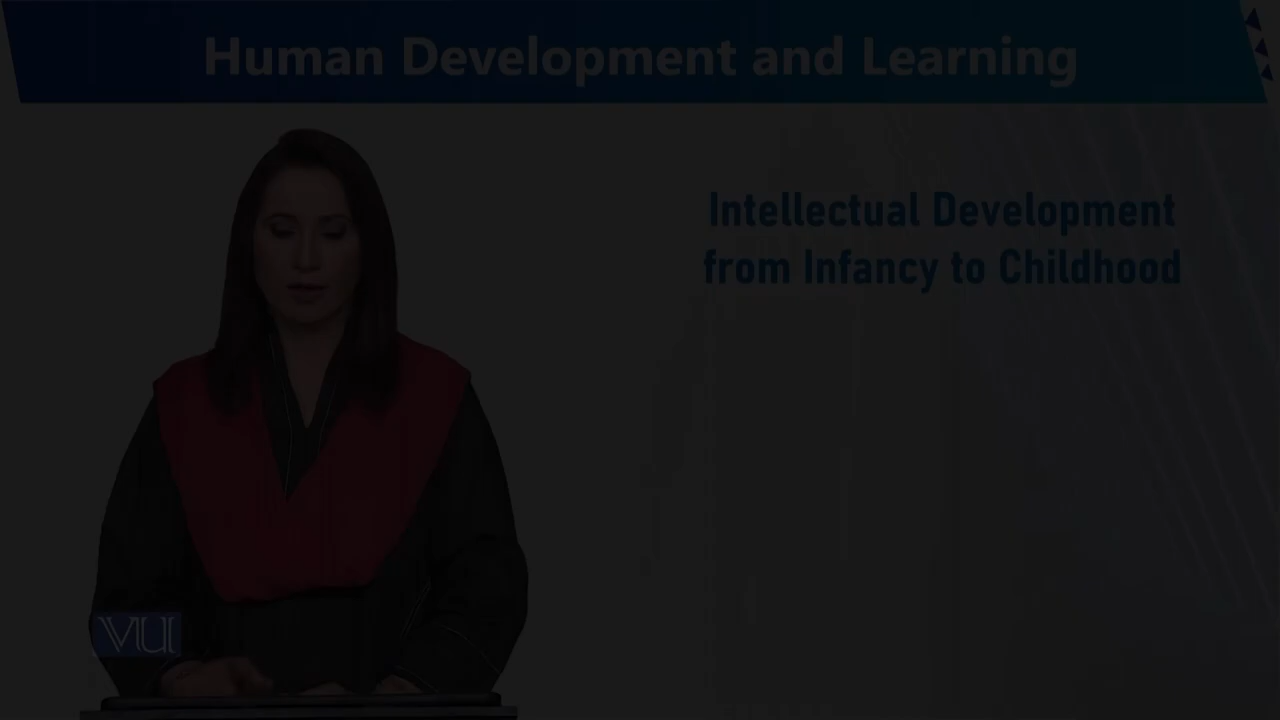 Human Development and Learning
Intellectual Development
from Infancy to Childhood
VU